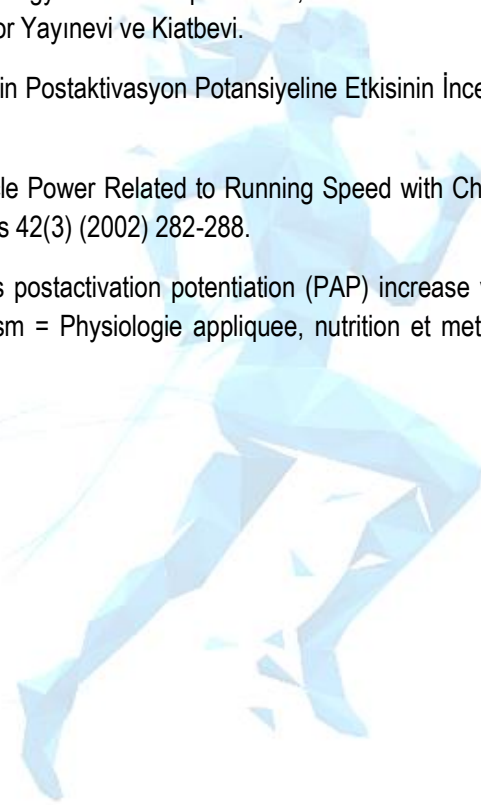 or Yayınevi ve Kiatbevi.
in Postaktivasyon Potansiyeline Etkisinin İnce
le Power Related to Running Speed with Ch
s 42(3) (2002) 282-288.
s postactivation potentiation (PAP) increase
sm = Physiologie appliquee, nutrition et met